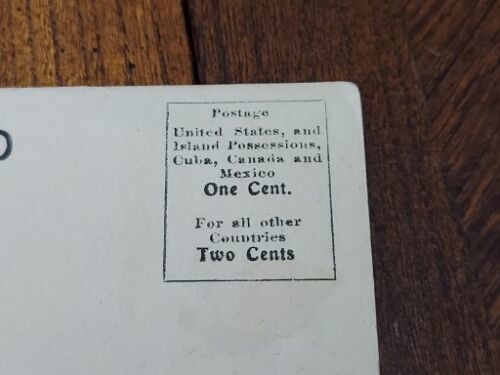 D
Postage
United States, and
Island Possessions,
Cuba, Canada and
Mexico
One Cent.
For all other
Countries
Two Cents